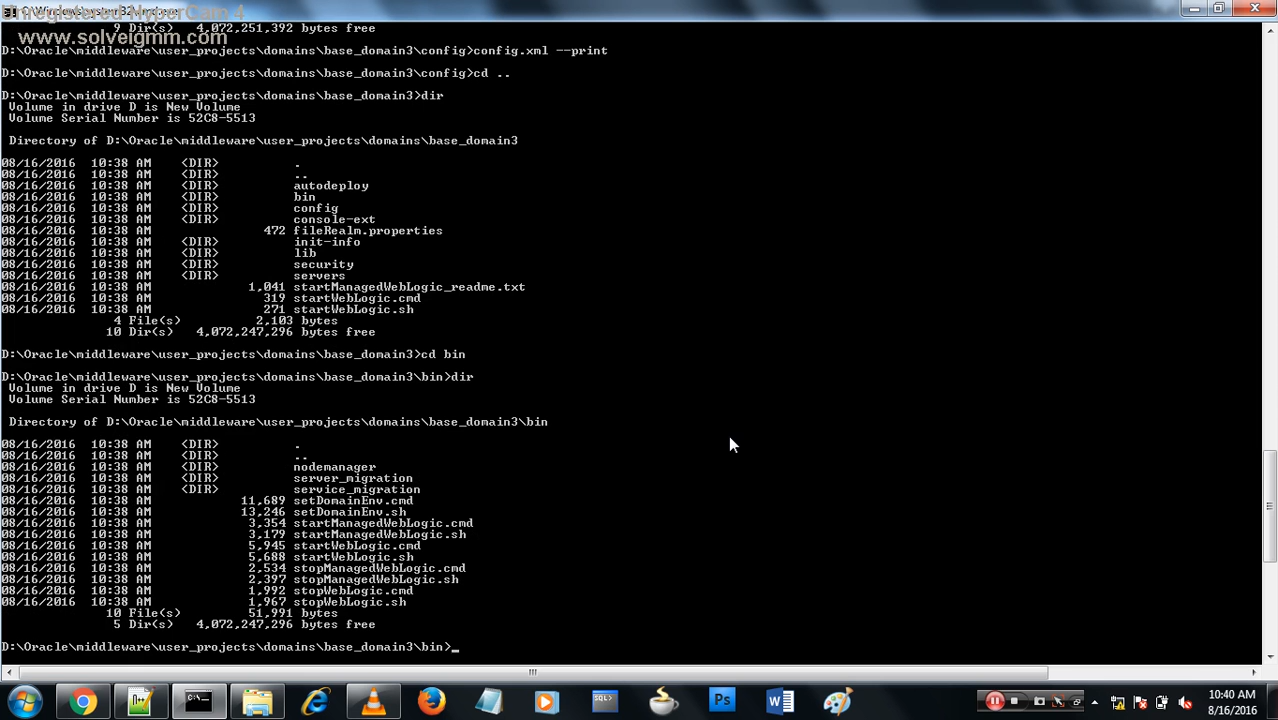 Unregistered HyperCam 4
www.solveigmm.com
9 Dir(s) 4,072,251,392 bytes free
D:\Oracle\middleware\user_projects\domains\base_domain3\config>config.xml --print
D:\Oracle\middleware\user_projects\domains\base_domain3\config>cd ..
D:\Oracle\middleware\user_projects\domains\base_domain3>dir
Volume in drive D is New Volume
Volume Serial Number is 52C8-5513
Directory of D:\Oracle\middleware\user_projects\domains\base_domain3
08/16/2016 10:38 AM <DIR> .
08/16/2016 10:38 AM <DIR> ..
08/16/2016 10:38 AM <DIR> autodeploy
08/16/2016 10:38 AM <DIR> bin
08/16/2016 10:38 AM <DIR> config
08/16/2016 10:38 AM <DIR> console-ext
08/16/2016 10:38 AM 472 fileRealm.properties
08/16/2016 10:38 AM <DIR> init-info
08/16/2016 10:38 AM <DIR> lib
08/16/2016 10:38 AM <DIR> security
08/16/2016 10:38 AM <DIR> servers
08/16/2016 10:38 AM 1,041 startManagedWebLogic_readme.txt
08/16/2016 10:38 AM 319 startWebLogic.cmd
08/16/2016 10:38 AM 271 startWebLogic.sh
4 File(s) 2,103 bytes
10 Dir(s) 4,072,247,296 bytes free
D:\Oracle\middleware\user_projects\domains\base_domain3>cd bin
D:\Oracle\middleware\user_projects\domains\base_domain3\bin>dir
Volume in drive D is New Volume
Volume Serial Number is 52C8-5513
Directory of D:\Oracle\middleware\user_projects\domains\base_domain3\bin
08/16/2016 10:38 AM <DIR> .
08/16/2016 10:38 AM <DIR> ..
08/16/2016 10:38 AM <DIR> nodemanager
08/16/2016 10:38 AM <DIR> server_migration
08/16/2016 10:38 AM <DIR> service_migration
08/16/2016 10:38 AM 11,689 setDomainEnv.cmd
08/16/2016 10:38 AM 13,246 setDomainEnv.sh
08/16/2016 10:38 AM 3,354 startManagedWebLogic.cmd
08/16/2016 10:38 AM 3,179 startManagedWebLogic.sh
08/16/2016 10:38 AM 5,945 startWebLogic.cmd
08/16/2016 10:38 AM 5,688 startWebLogic.sh
08/16/2016 10:38 AM 2,534 stopManagedWebLogic.cmd
08/16/2016 10:38 AM 2,397 stopManagedWebLogic.sh
08/16/2016 10:38 AM 1,992 stopWebLogic.cmd
08/16/2016 10:38 AM 1,967 stopWebLogic.sh
10 File(s) 51,991 bytes
5 Dir(s) 4,072,247,296 bytes free
D:\Oracle\middleware\user_projects\domains\base_domain3\bin>_
Ps
10:40 AM
8/16/2016